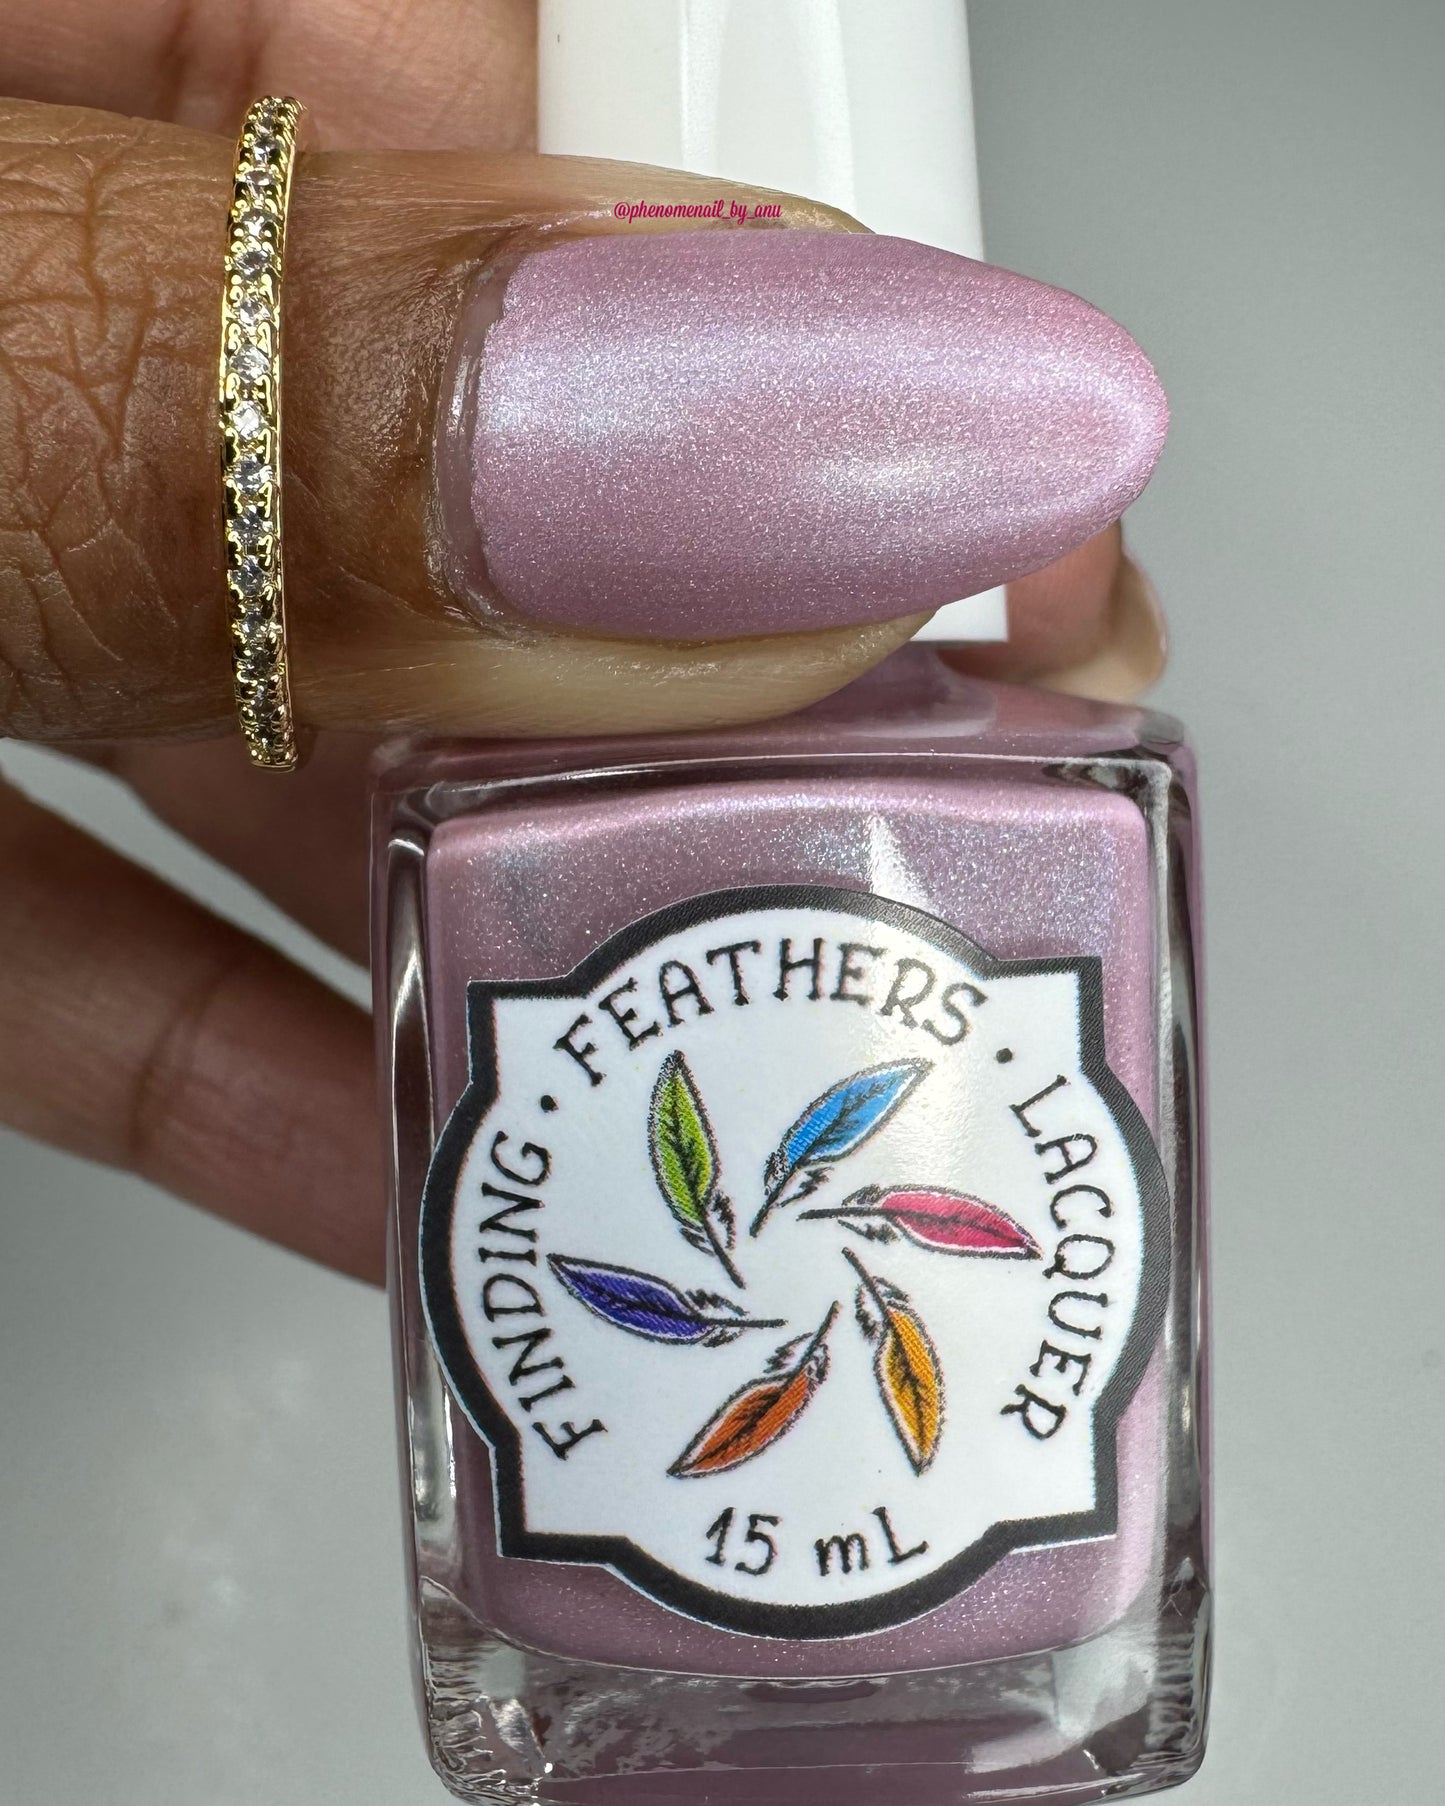 @phenomenail_by_anu
FINDING · FEATHERS · LACQUER
15 mL